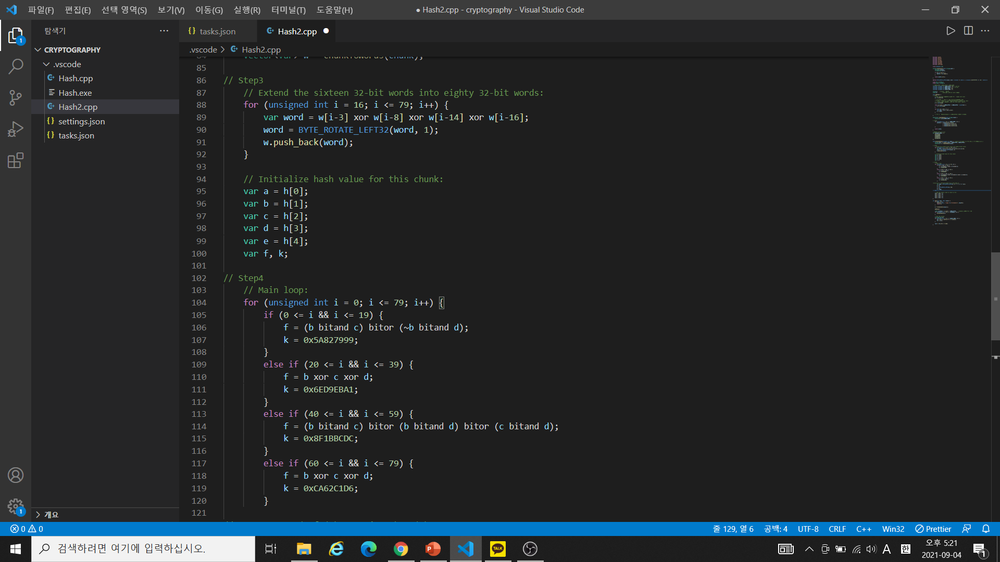 파일(F) 편집(E) 선택 영역(S) 보기(V) 이동(G) 실행(R) 터미널(T) 도움말(H)
● Hash2.cpp - cryptography - Visual Studio Code
탐색기
CRYPTOGRAPHY
.vscode
Hash.cpp
Hash.exe
Hash2.cpp
settings.json
tasks.json
개요
tasks.json
Hash2.cpp
.vscode > Hash2.cpp
85
86 // Step3
87 // Extend the sixteen 32-bit words into eighty 32-bit words:
88 for (unsigned int i = 16; i <= 79; i++) {
89 var word = w[i-3] xor w[i-8] xor w[i-14] xor w[i-16];
90 word = BYTE_ROTATE_LEFT32(word, 1);
91 w.push_back(word);
92 }
93
94 // Initialize hash value for this chunk:
95 var a = h[0];
96 var b = h[1];
97 var c = h[2];
98 var d = h[3];
99 var e = h[4];
100 var f, k;
101
102 // Step4
103 // Main loop:
104 for (unsigned int i = 0; i <= 79; i++) {
105 if (0 <= i && i <= 19) {
106 f = (b bitand c) bitor (~b bitand d);
107 k = 0x5A827999;
108 }
109 else if (20 <= i && i <= 39) {
110 f = b xor c xor d;
111 k = 0x6ED9EBA1;
112 }
113 else if (40 <= i && i <= 59) {
114 f = (b bitand c) bitor (b bitand d) bitor (c bitand d);
115 k = 0x8F1BBCDC;
116 }
117 else if (60 <= i && i <= 79) {
118 f = b xor c xor d;
119 k = 0xCA62C1D6;
120 }
121
0 0
줄 129, 열 6 공백: 4 UTF-8 CRLF C++ Win32 Prettier
검색하려면 여기에 입력하십시오.
TALK
A 한
오후 5:21
2021-09-04
1